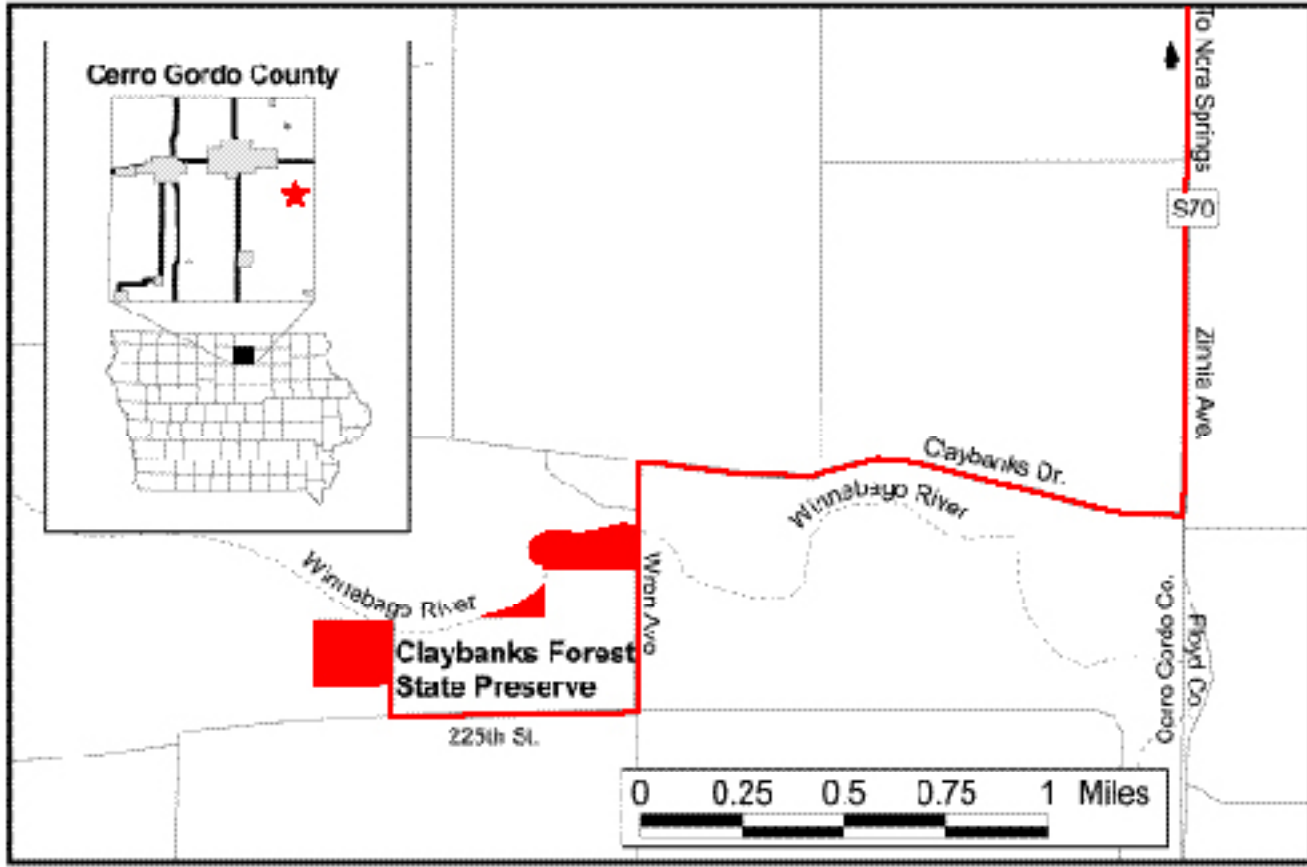 Cerro Gordo County
To Nora Springs
S70
Zinnia Ave.
Claybanks Dr.
Winnebago River
Winnebago River
Wren Ave
Claybanks Forest
State Preserve
225th St.
Cerro Gordo Co.
Floyd Co
0 0.25 0.5 0.75 1 Miles